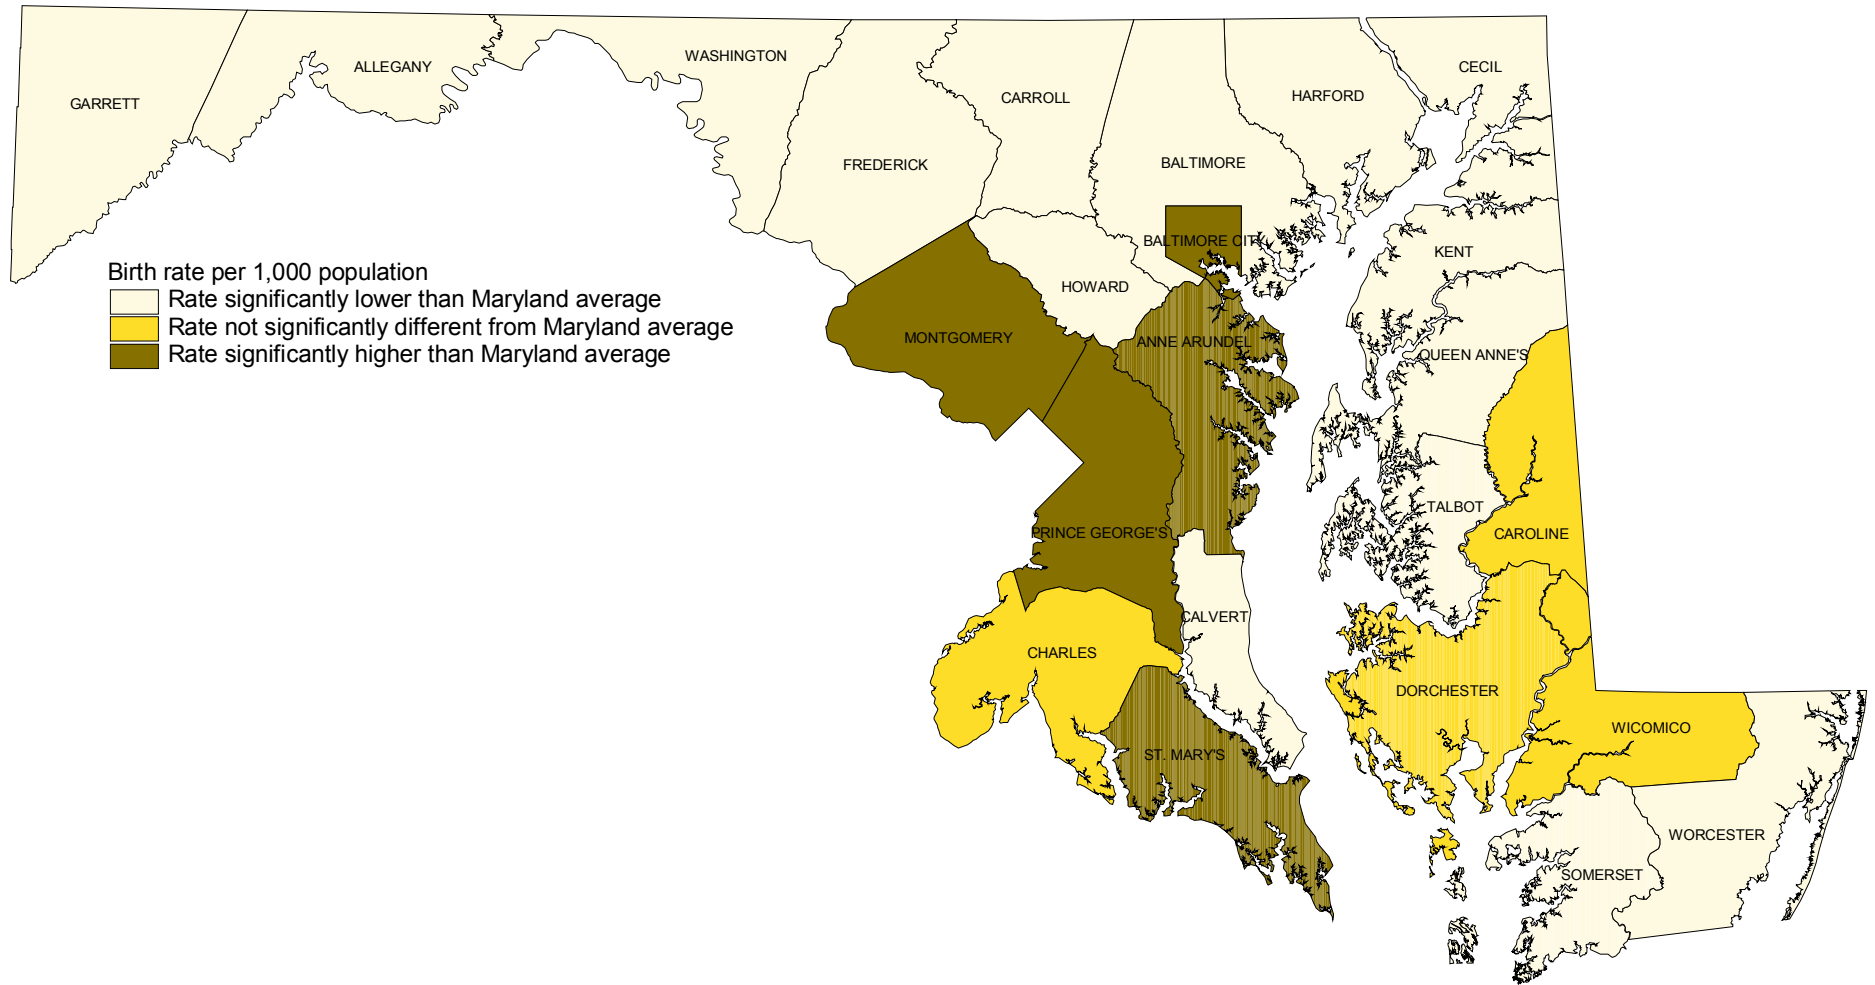 ALLEGANY
WASHINGTON
CECIL
GARRETT
CARROLL
HARFORD
FREDERICK
BALTIMORE
BALTIMORE CITY
KENT
Birth rate per 1,000 population
Rate significantly lower than Maryland average
Rate not significantly different from Maryland average
Rate significantly higher than Maryland average
HOWARD
MONTGOMERY
ANNE ARUNDEL
QUEEN ANNE'S
TALBOT
PRINCE GEORGE'S
CAROLINE
CALVERT
CHARLES
DORCHESTER
WICOMICO
ST. MARY'S
WORCESTER
SOMERSET